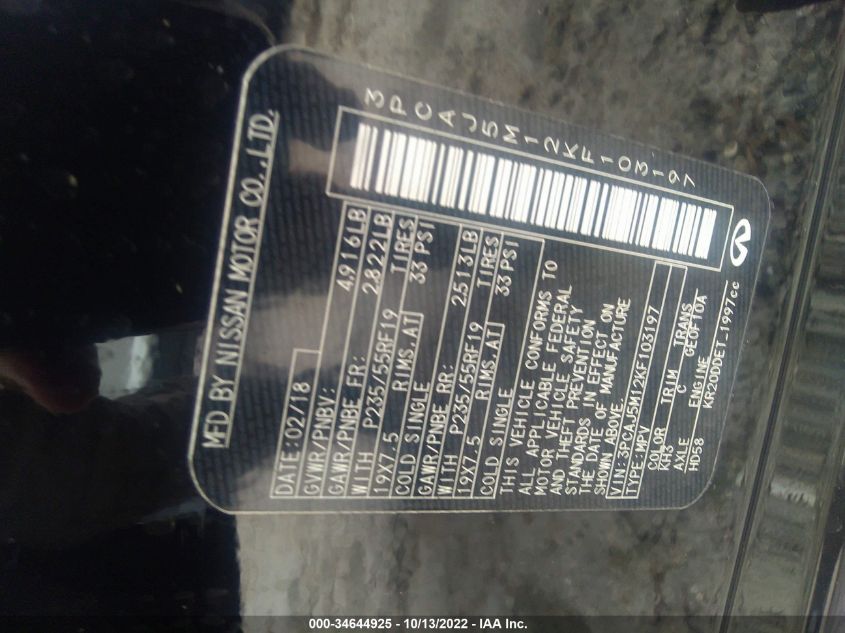 MFD BY NISSAN MOTOR CO.,LTD.
DATE:02/18
GVWR/PNBV: 4916LB
GAWR/PNBE FR: 2822LB
WITH P235/55RF19 TIRES
19X7.5 RIMS.AT 33 PSI
COLD SINGLE
GAWR/PNBE RR: 2513LB
WITH P235/55RF19 TIRES
19X7.5 RIMS.AT 33 PSI
COLD SINGLE
THIS VEHICLE CONFORMS TO
ALL APPLICABLE FEDERAL
MOTOR VEHICLE SAFETY
AND THEFT PREVENTION
STANDARDS IN EFFECT ON
THE DATE OF MANUFACTURE
SHOWN ABOVE.
VIN:3PCAJ5M12KF103197
TYPE:MPV
COLOR TRIM TRANS
KH3 C GE0F10A
AXLE ENGINE
HD58 KR20DDET 1997cc
3PCAJ5M12KF103197
000-34644925 - 10/13/2022 - IAA Inc.